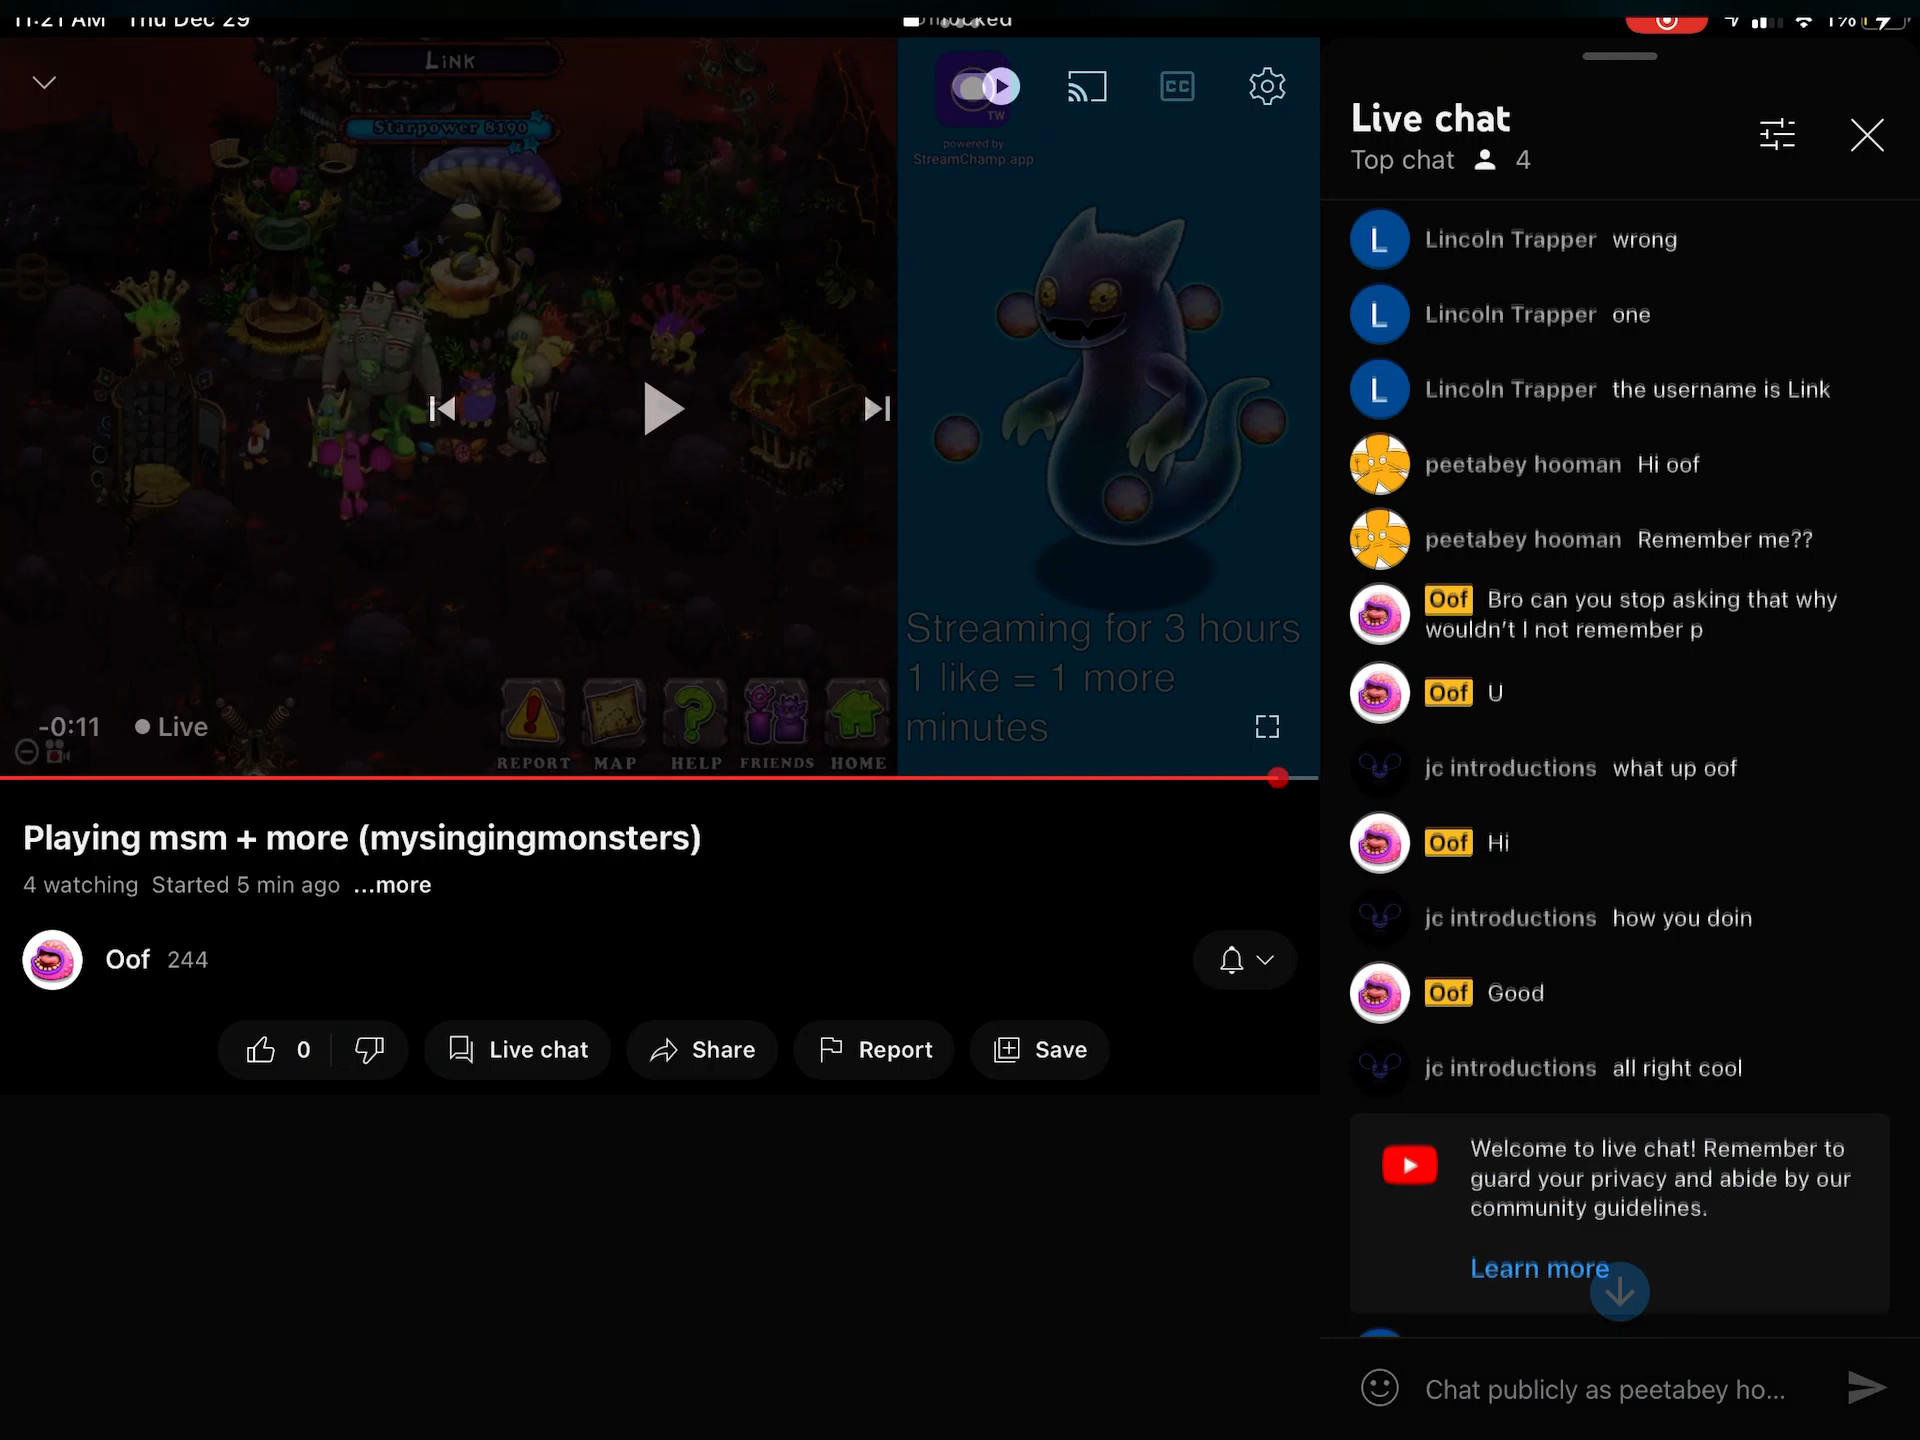 11:21 AM Thu Dec 29
1%
Link
Starpower 8190
TW
powered by
StreamChamp.app
CC
Streaming for 3 hours
1 like = 1 more
minutes
-0:11 Live
REPORT MAP HELP FRIENDS HOME
Playing msm + more (mysingingmonsters)
4 watching Started 5 min ago ...more
Oof 244
0 Live chat Share Report Save
Live chat
Top chat 4
L Lincoln Trapper wrong
L Lincoln Trapper one
L Lincoln Trapper the username is Link
peetabey hooman Hi oof
peetabey hooman Remember me??
Oof Bro can you stop asking that why
wouldn't I not remember p
Oof U
jc introductions what up oof
Oof Hi
jc introductions how you doin
Oof Good
jc introductions all right cool
Welcome to live chat! Remember to
guard your privacy and abide by our
community guidelines.
Learn more
Chat publicly as peetabey ho...